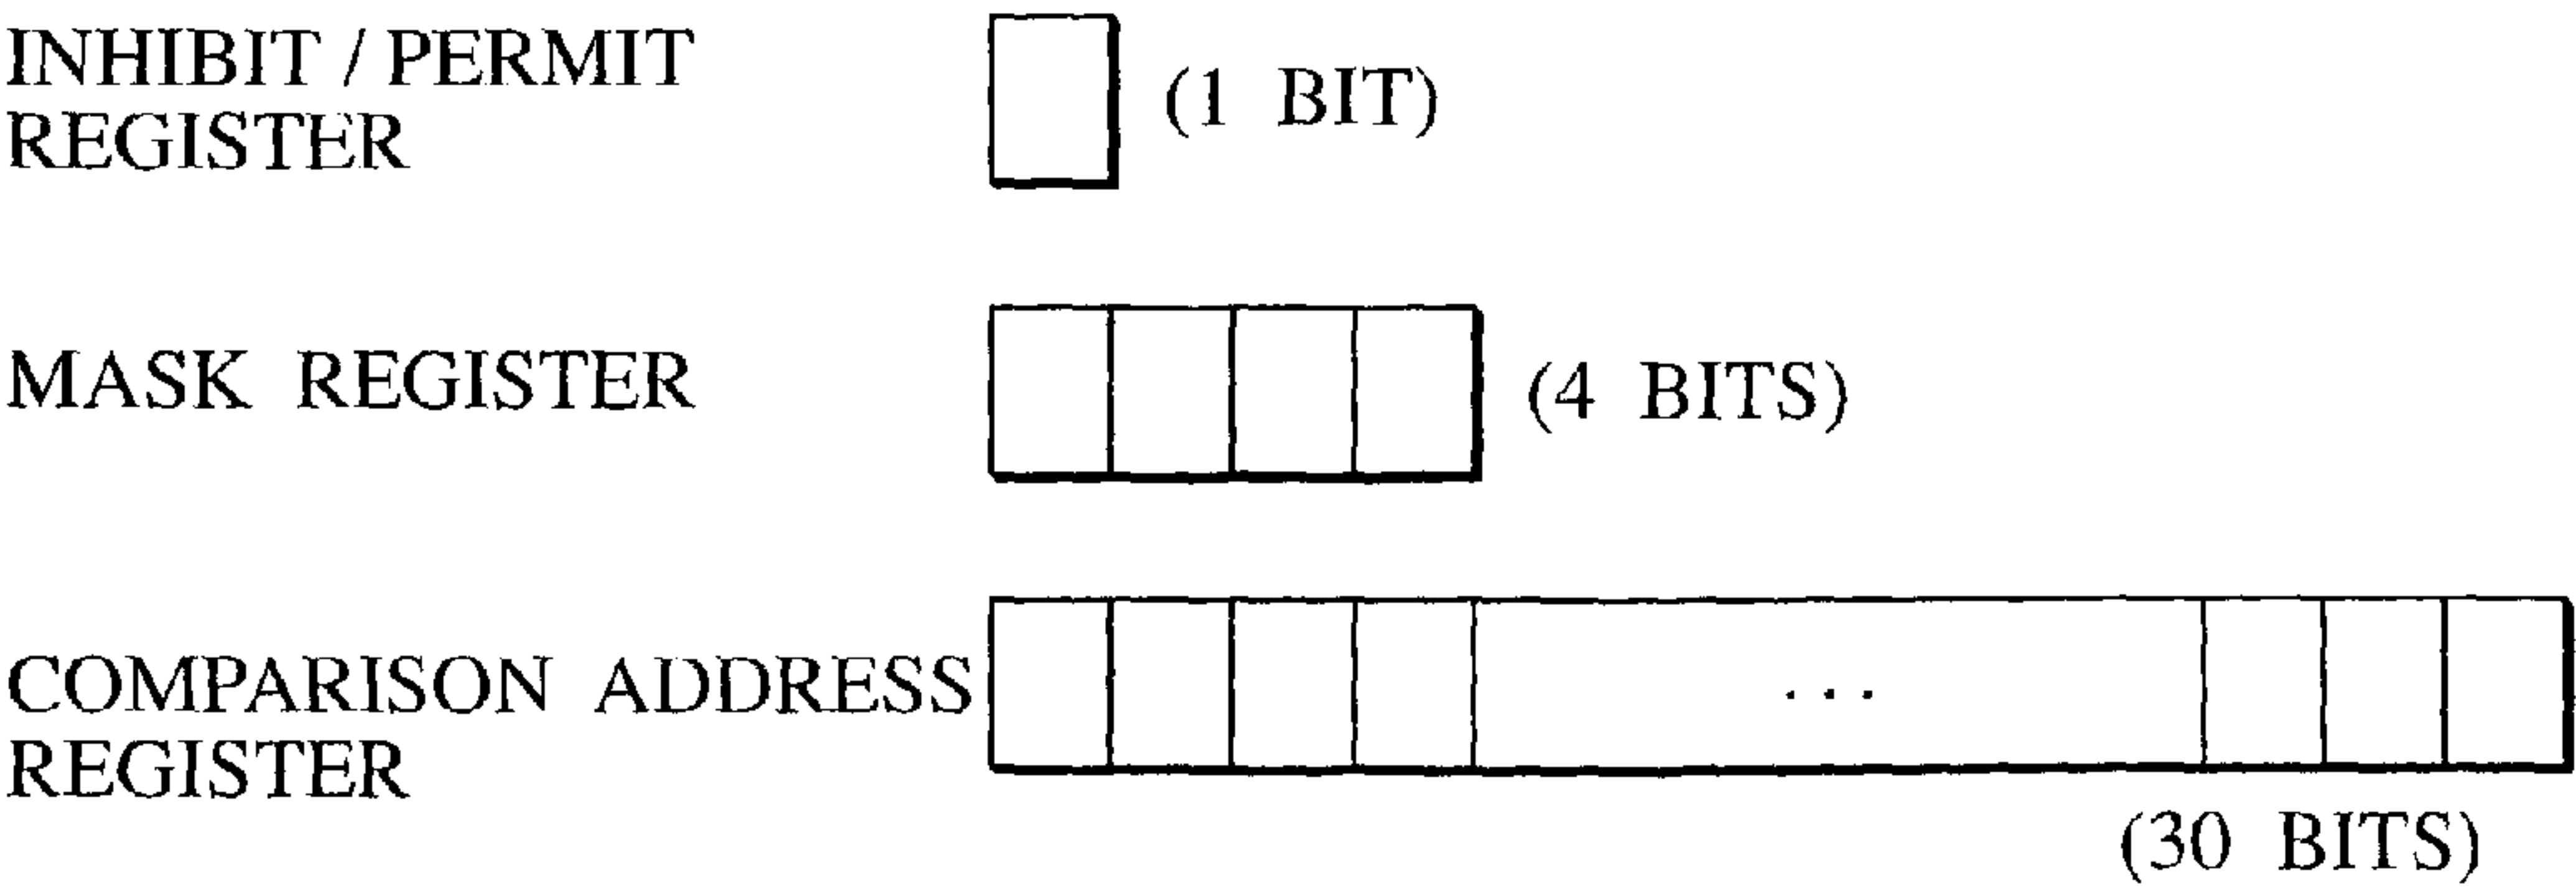 INHIBIT / PERMIT
REGISTER
(1 BIT)
MASK REGISTER
(4 BITS)
COMPARISON ADDRESS
REGISTER
. . .
(30 BITS)